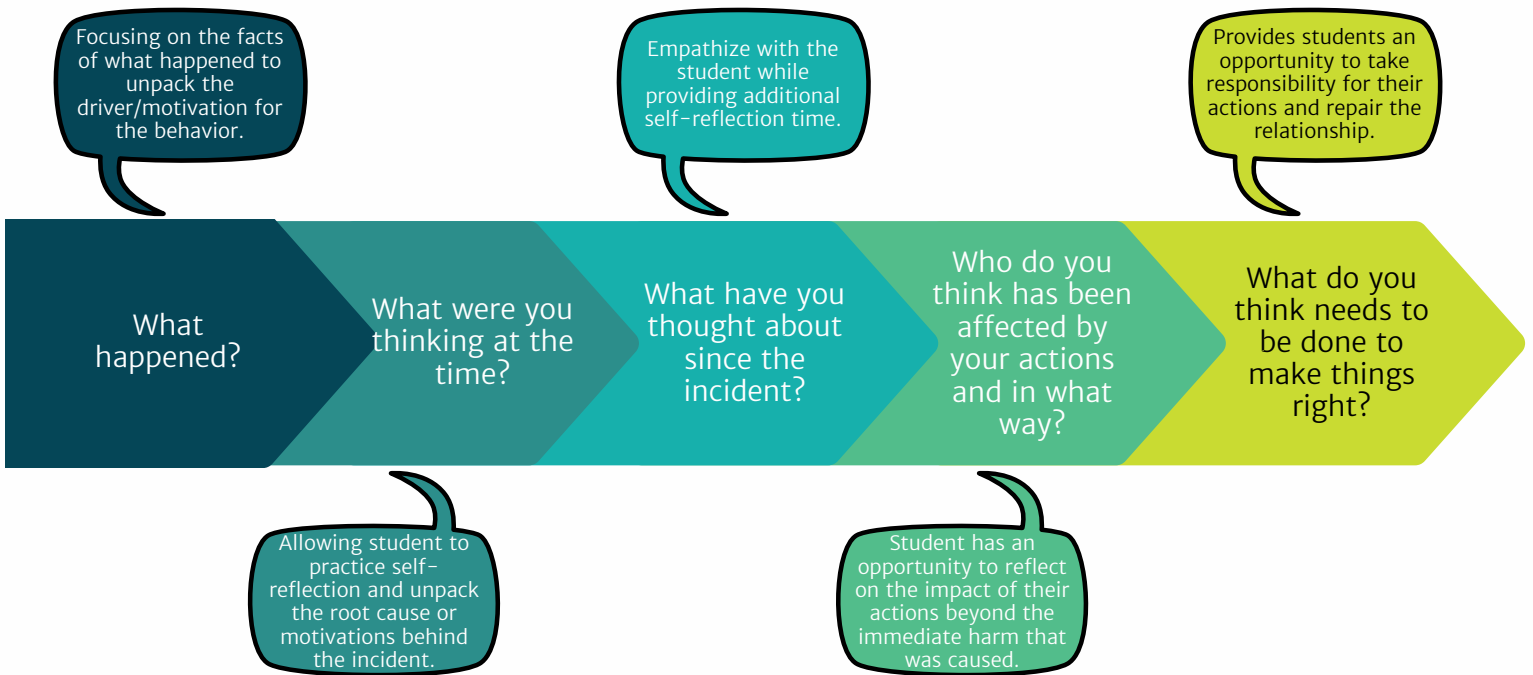 Focusing on the facts
of what happened to
unpack the
driver/motivation for
the behavior.
Empathize with the
student while
providing additional
self-reflection time.
Provides students an
opportunity to take
responsibility for their
actions and repair the
relationship.
What
happened?
What were you
thinking at the
time?
What have you
thought about
since the
incident?
Who do you
think has been
affected by
your actions
and in what
way?
What do you
think needs to
be done to
make things
right?
Allowing student to
practice self-
reflection and unpack
the root cause or
motivations behind
the incident.
Student has an
opportunity to reflect
on the impact of their
actions beyond the
immediate harm that
was caused.